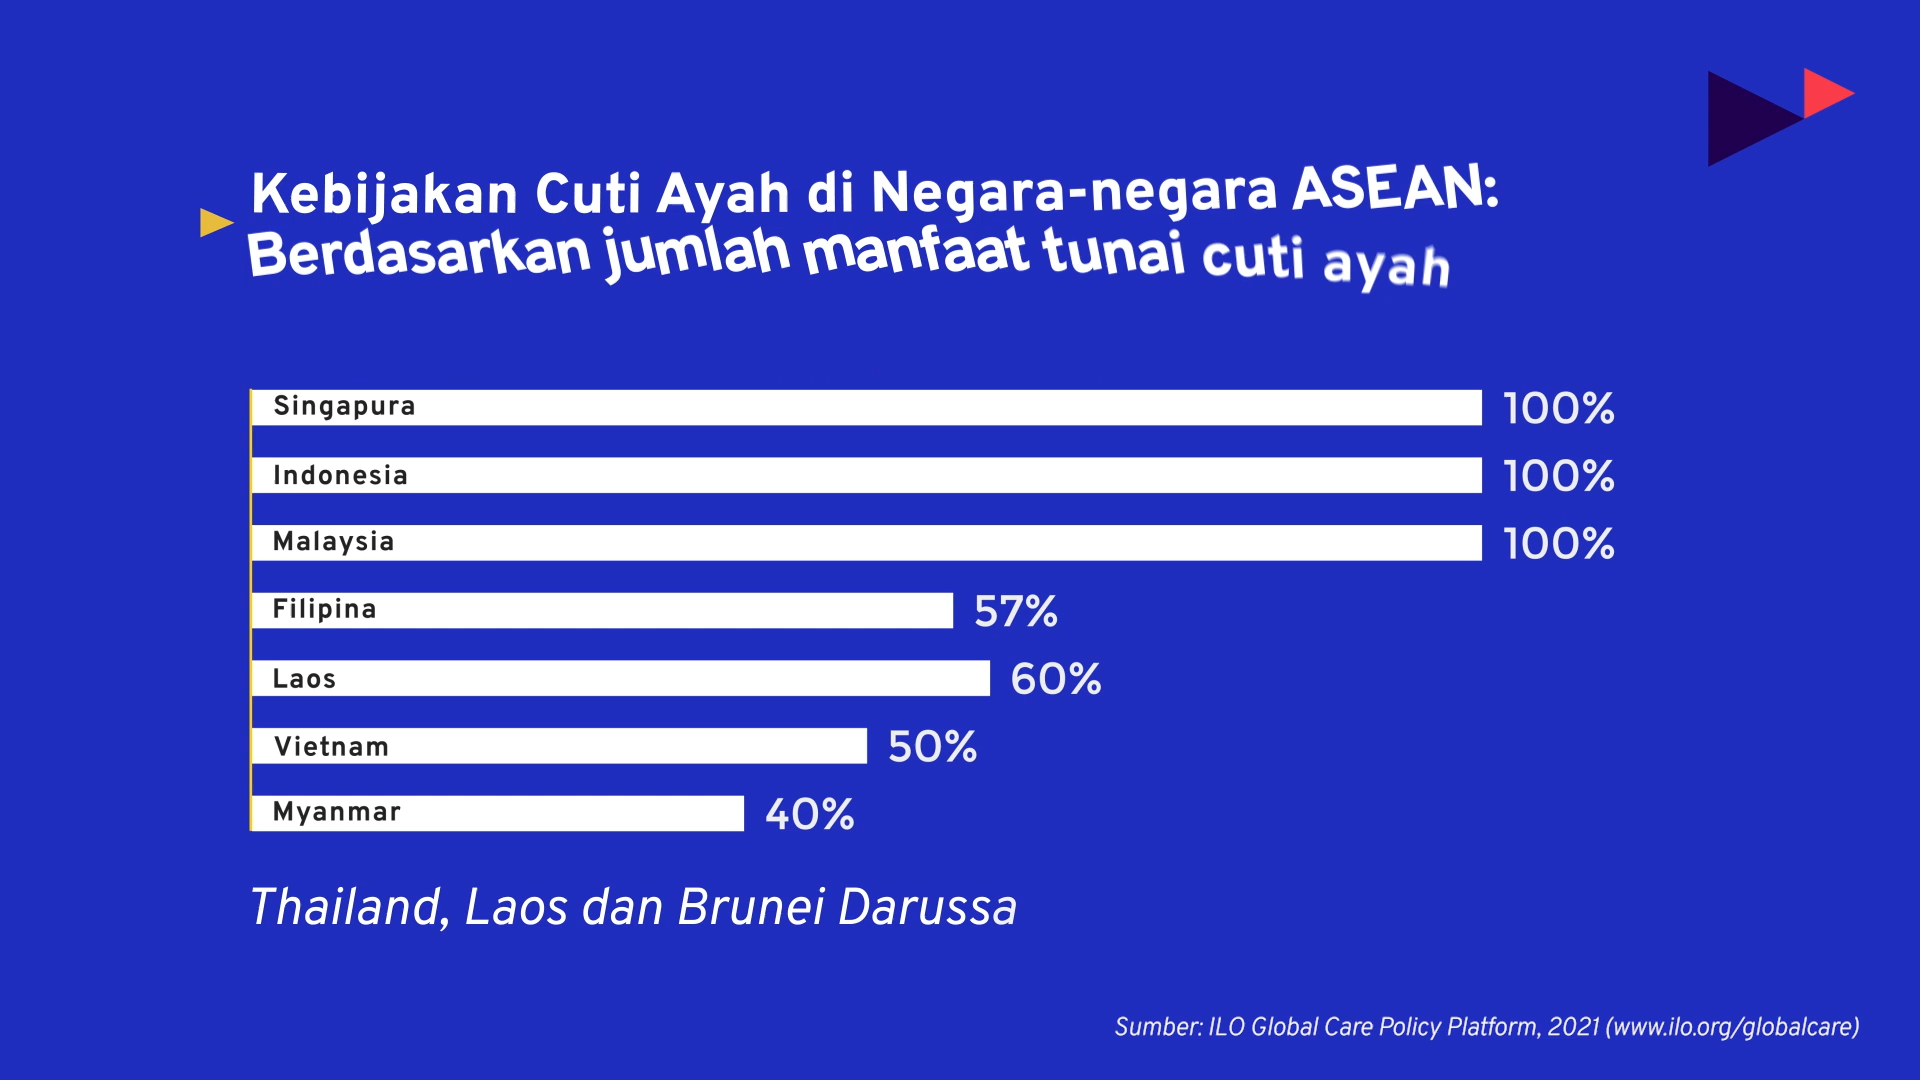 Kebijakan Cuti Ayah di Negara-negara ASEAN:
Berdasarkan jumlah manfaat tunai cuti ayah
Singapura 100%
Indonesia 100%
Malaysia 100%
Filipina 57%
Laos 60%
Vietnam 50%
Myanmar 40%
Thailand, Laos dan Brunei Darussa
Sumber: ILO Global Care Policy Platform, 2021 (www.ilo.org/globalcare)